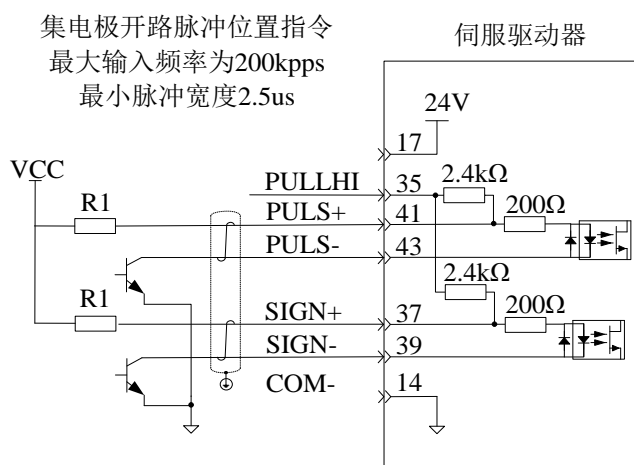 集电极开路脉冲位置指令
最大输入频率为200kpps
最小脉冲宽度2.5us
伺服驱动器
24V
17
VCC
PULLHI
35
2.4kΩ
R1
PULS+
41
200Ω
PULS-
43
2.4kΩ
R1
SIGN+
37
200Ω
SIGN-
39
COM-
14